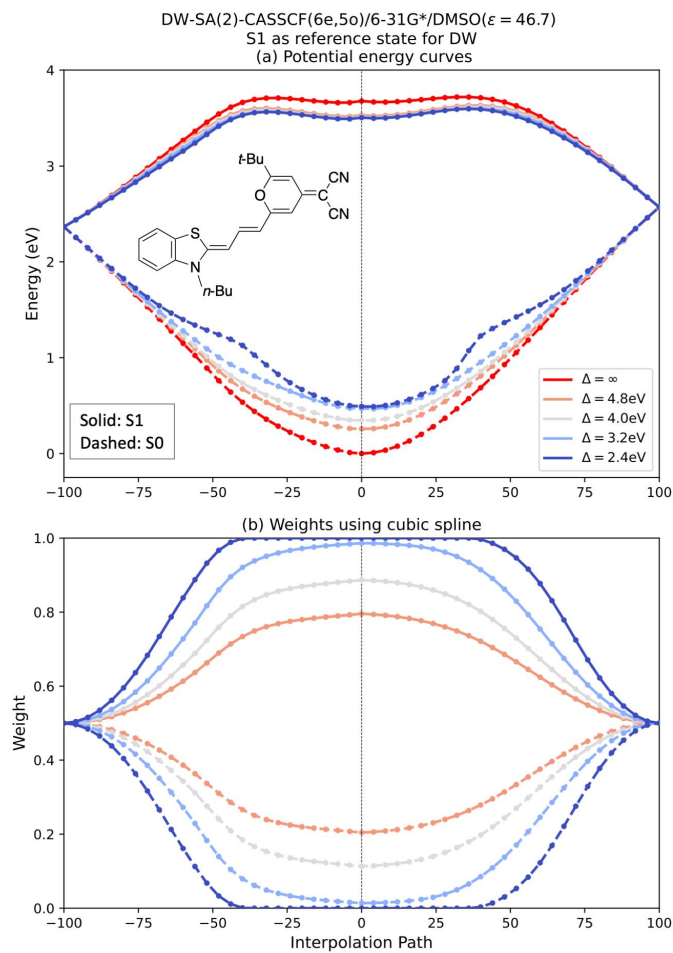 DW-SA(2)-CASSCF(6e,5o)/6-31G*/DMSO(ε = 46.7)
S1 as reference state for DW
(a) Potential energy curves
4
3
2
1
0
Energy (eV)
t-Bu
O
CN
CN
S
N
n-Bu
Solid: S1
Dashed: S0
Δ = ∞
Δ = 4.8eV
Δ = 4.0eV
Δ = 3.2eV
Δ = 2.4eV
−100 −75 −50 −25 0 25 50 75 100
(b) Weights using cubic spline
1.0
0.8
0.6
0.4
0.2
0.0
Weight
−100 −75 −50 −25 0 25 50 75 100
Interpolation Path